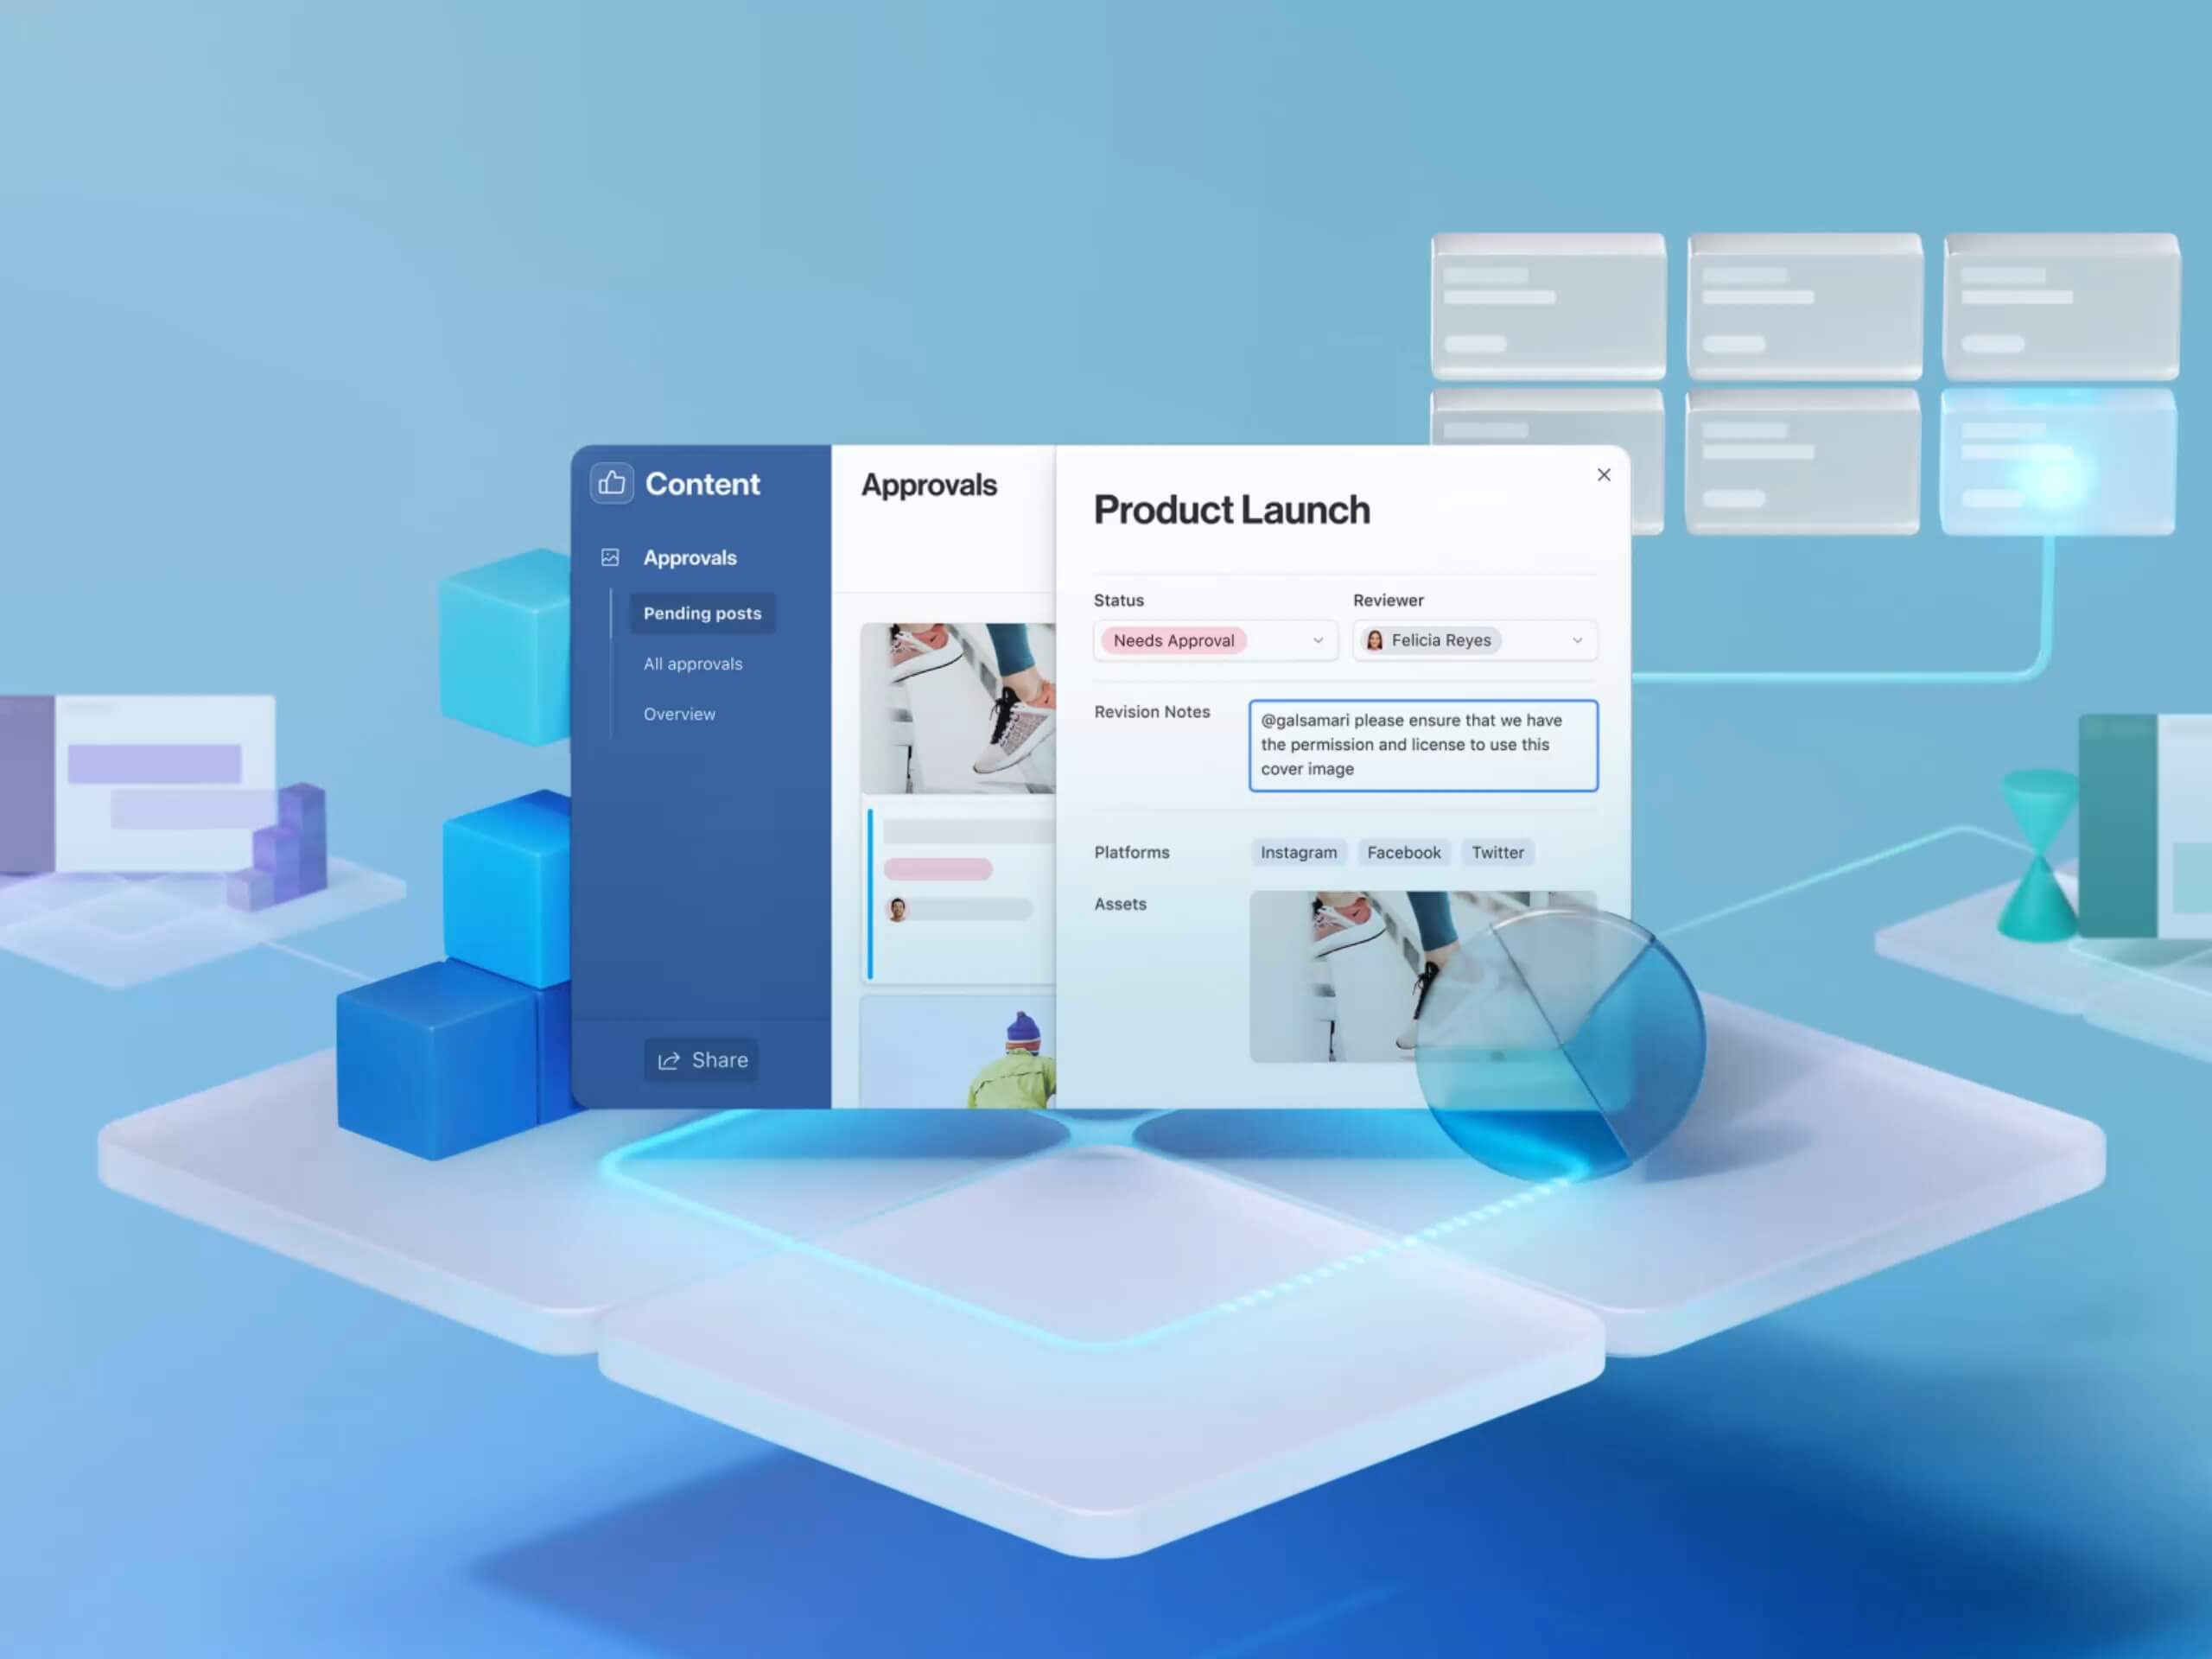 Content
Approvals
Pending posts
All approvals
Overview
Share
Approvals
Product Launch
Status
Needs Approval
Reviewer
Felicia Reyes
Revision Notes
@galsamari please ensure that we have
the permission and license to use this
cover image
Platforms
Instagram
Facebook
Twitter
Assets